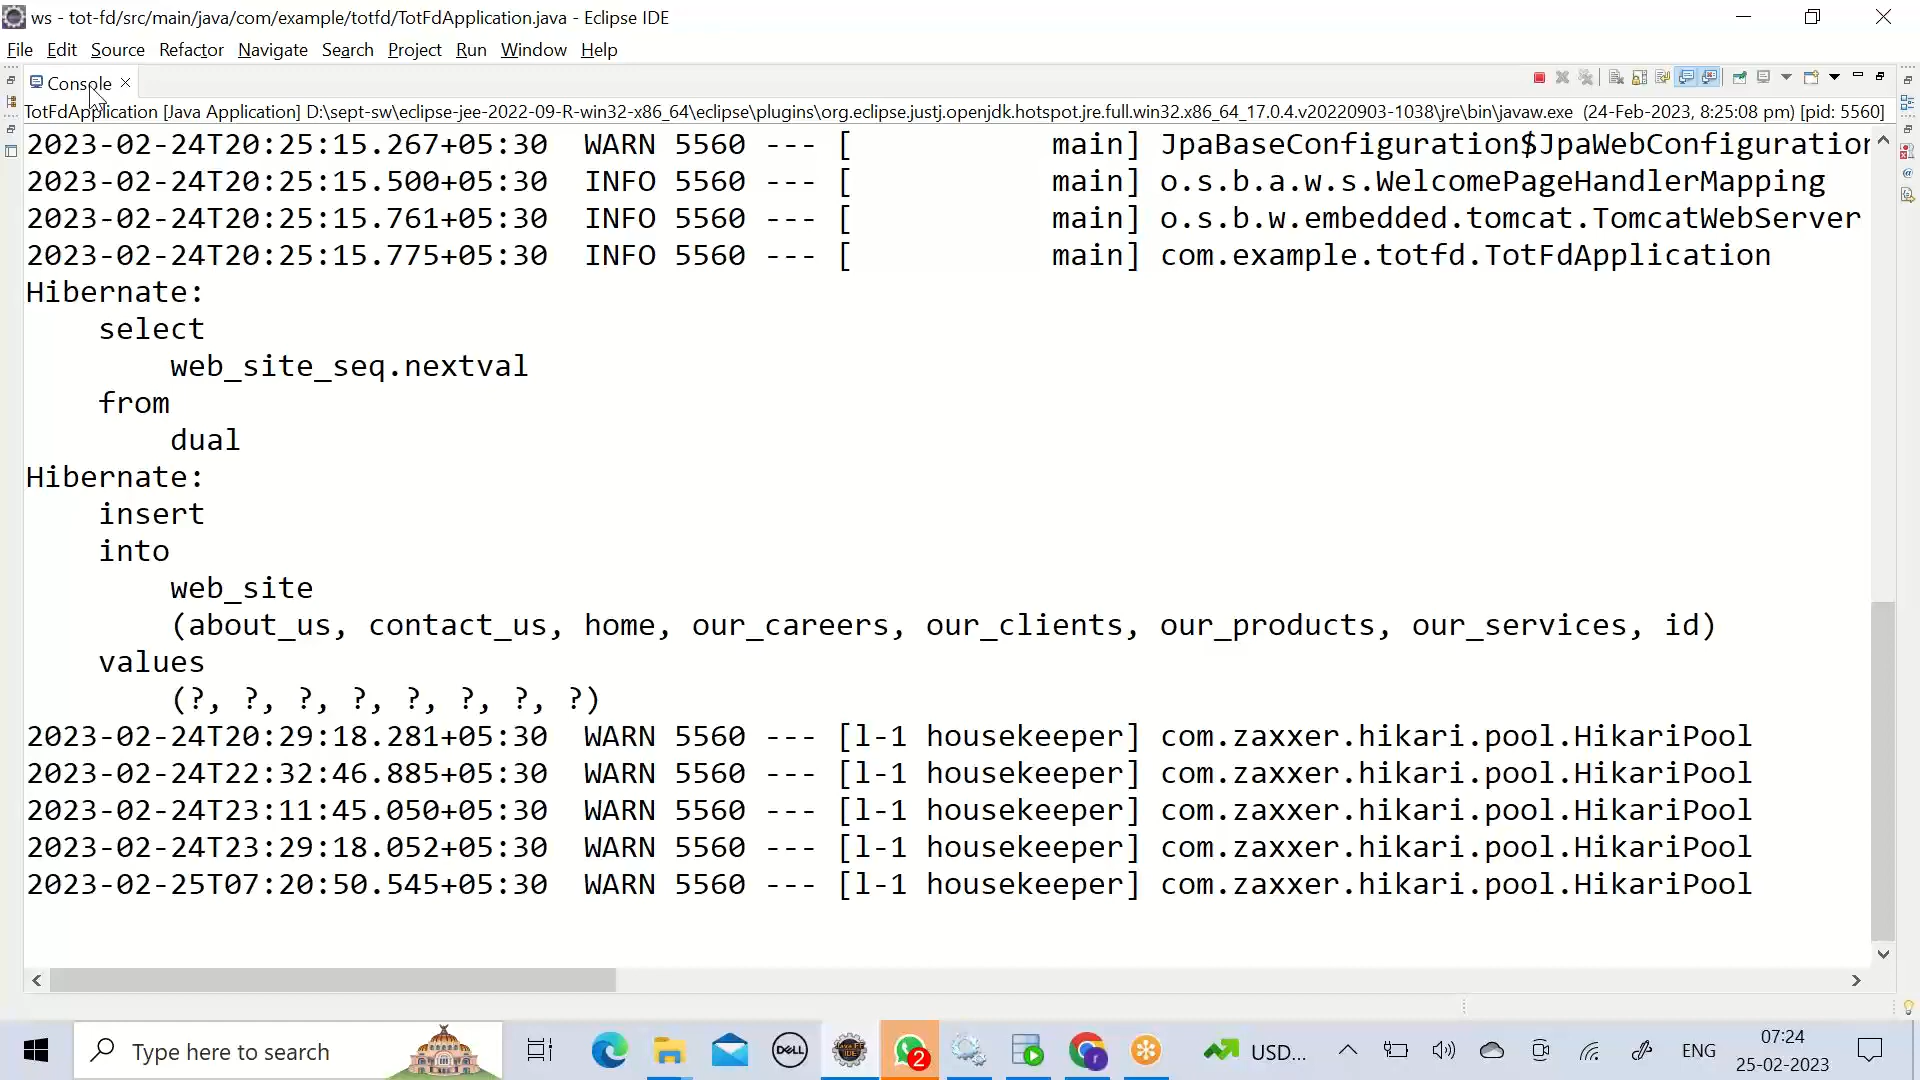 ws - tot-fd/src/main/java/com/example/totfd/TotFdApplication.java - Eclipse IDE
File Edit Source Refactor Navigate Search Project Run Window Help
Console
TotFdApplication [Java Application] D:\sept-sw\eclipse-jee-2022-09-R-win32-x86_64\eclipse\plugins\org.eclipse.justj.openjdk.hotspot.jre.full.win32.x86_64_17.0.4.v20220903-1038\jre\bin\javaw.exe (24-Feb-2023, 8:25:08 pm) [pid: 5560]
2023-02-24T20:25:15.267+05:30 WARN 5560 --- [ main] JpaBaseConfiguration$JpaWebConfiguration
2023-02-24T20:25:15.500+05:30 INFO 5560 --- [ main] o.s.b.a.w.s.WelcomePageHandlerMapping
2023-02-24T20:25:15.761+05:30 INFO 5560 --- [ main] o.s.b.w.embedded.tomcat.TomcatWebServer
2023-02-24T20:25:15.775+05:30 INFO 5560 --- [ main] com.example.totfd.TotFdApplication
Hibernate:
select
web_site_seq.nextval
from
dual
Hibernate:
insert
into
web_site
(about_us, contact_us, home, our_careers, our_clients, our_products, our_services, id)
values
(?, ?, ?, ?, ?, ?, ?, ?)
2023-02-24T20:29:18.281+05:30 WARN 5560 --- [l-1 housekeeper] com.zaxxer.hikari.pool.HikariPool
2023-02-24T22:32:46.885+05:30 WARN 5560 --- [l-1 housekeeper] com.zaxxer.hikari.pool.HikariPool
2023-02-24T23:11:45.050+05:30 WARN 5560 --- [l-1 housekeeper] com.zaxxer.hikari.pool.HikariPool
2023-02-24T23:29:18.052+05:30 WARN 5560 --- [l-1 housekeeper] com.zaxxer.hikari.pool.HikariPool
2023-02-25T07:20:50.545+05:30 WARN 5560 --- [l-1 housekeeper] com.zaxxer.hikari.pool.HikariPool
Type here to search
DELL
2
USD...
ENG
07:24
25-02-2023